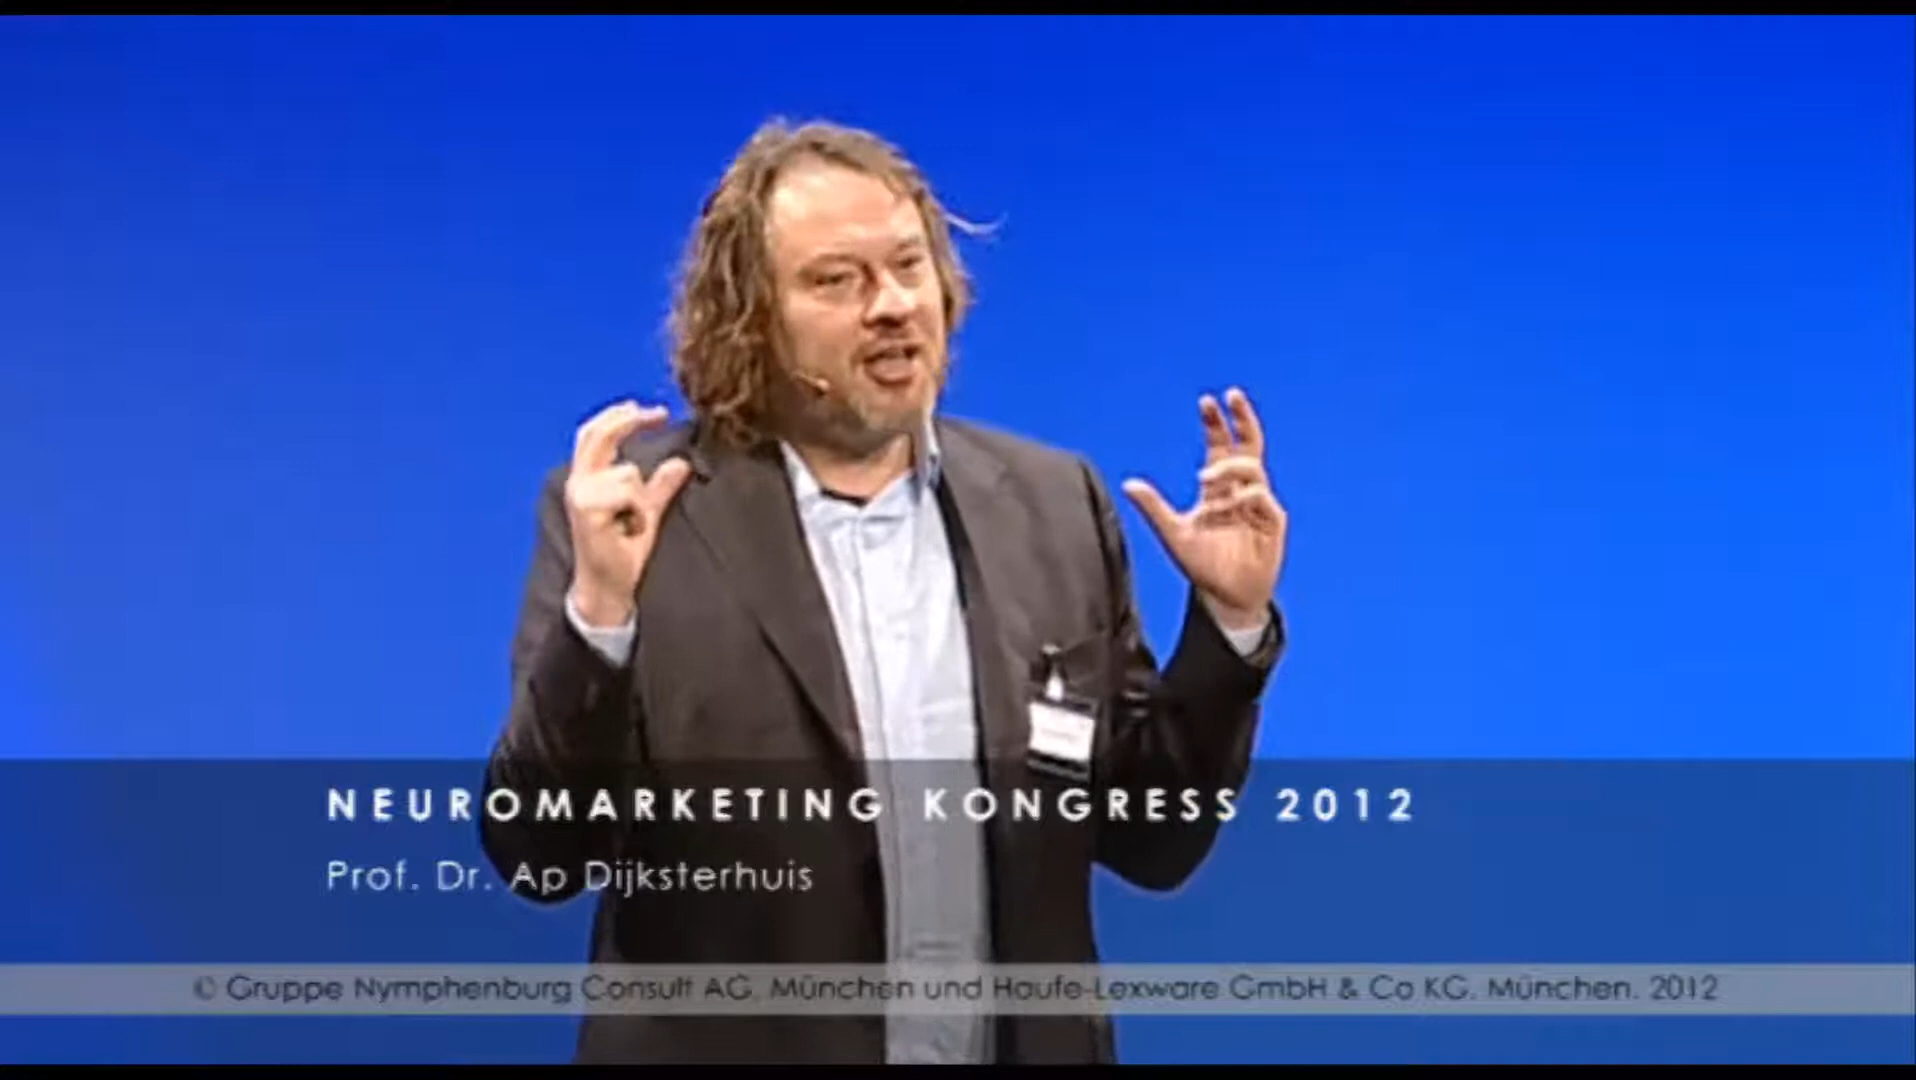 NEUROMARKETING KONGRESS 2012
Prof. Dr. Ap Dijksterhuis
© Gruppe Nymphenburg Consult AG, München und Haufe-Lexware GmbH & Co KG, München, 2012